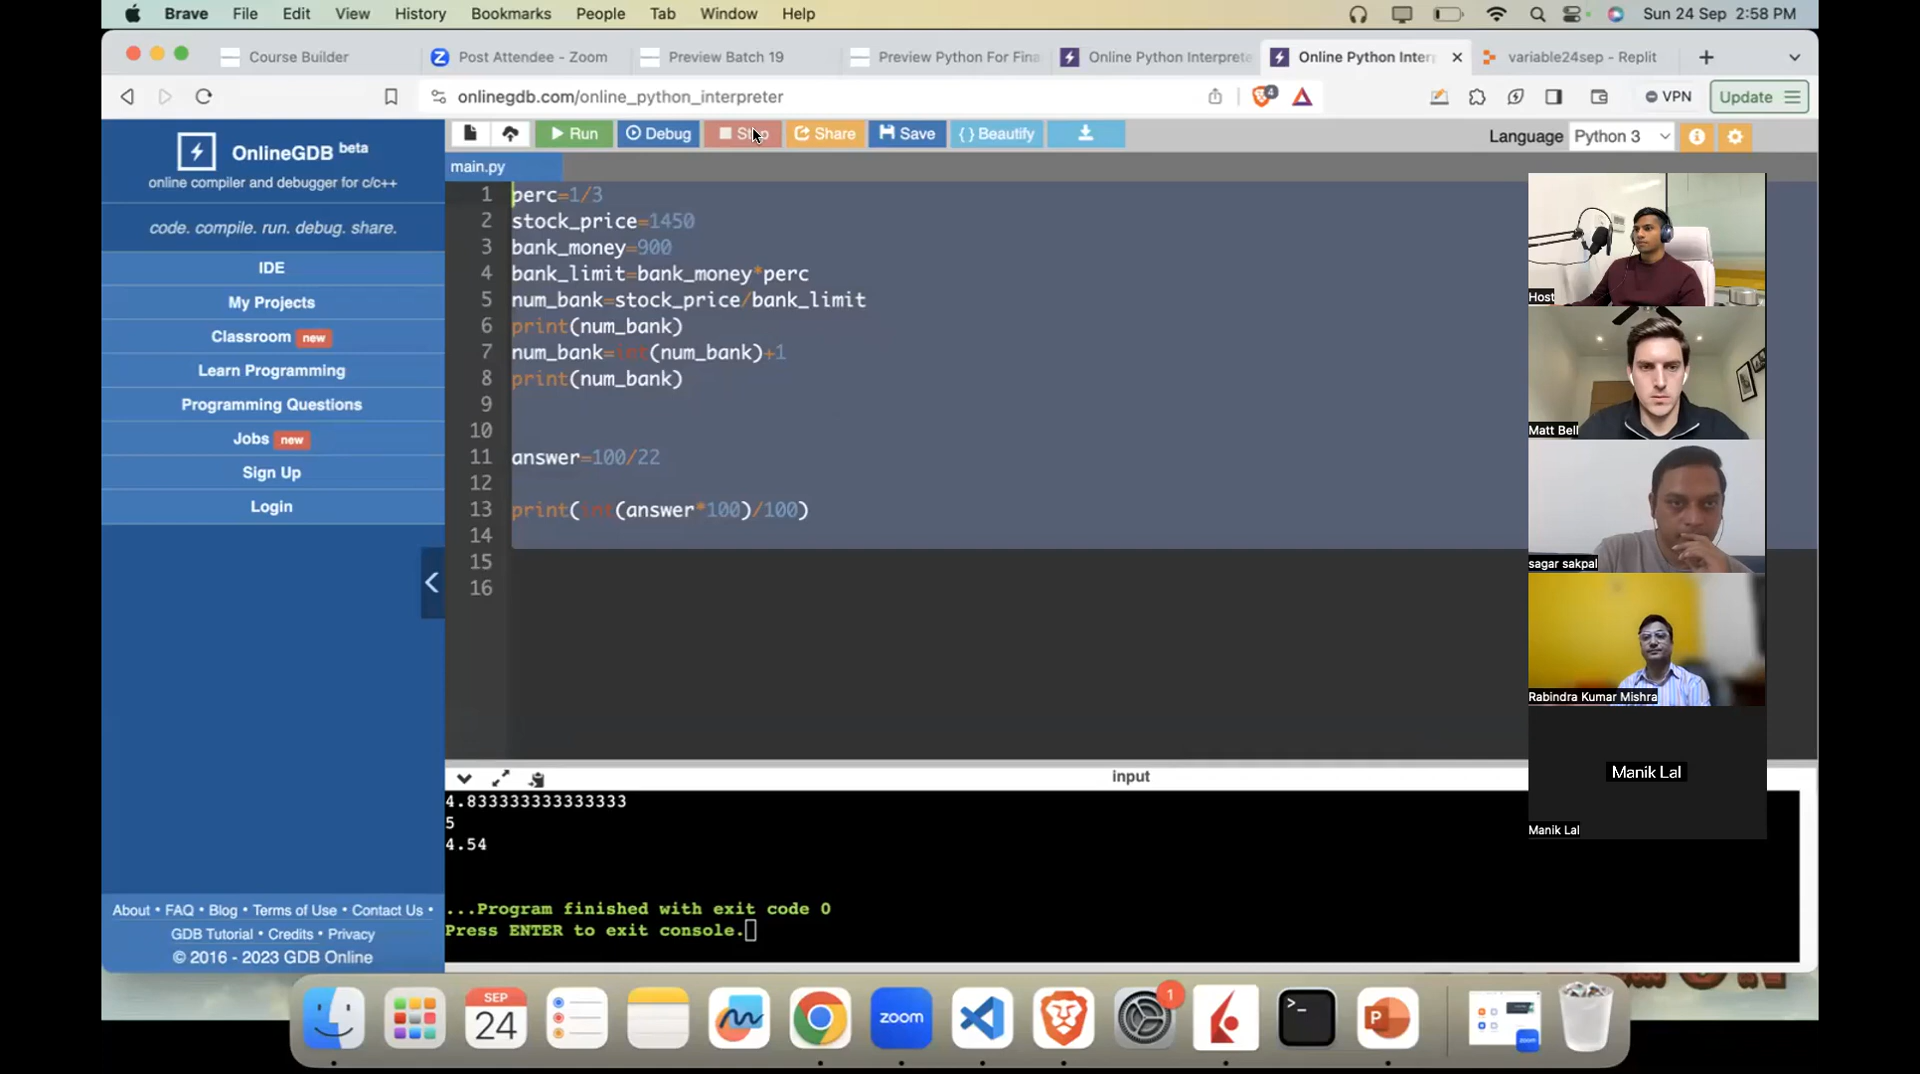 Brave File Edit View History Bookmarks People Tab Window Help Sun 24 Sep 2:58 PM
Course Builder Post Attendee - Zoom Preview Batch 19 Preview Python For Fina Online Python Interprete Online Python Inter variable24sep - Replit
onlinegdb.com/online_python_interpreter 4 VPN Update
OnlineGDB beta
online compiler and debugger for c/c++
code. compile. run. debug. share.
IDE
My Projects
Classroom new
Learn Programming
Programming Questions
Jobs new
Sign Up
Login
About • FAQ • Blog • Terms of Use • Contact Us •
GDB Tutorial • Credits • Privacy
© 2016 - 2023 GDB Online
Run Debug Stop Share Save { } Beautify Language Python 3
main.py
1 perc=1/3
2 stock_price=1450
3 bank_money=900
4 bank_limit=bank_money*perc
5 num_bank=stock_price/bank_limit
6 print(num_bank)
7 num_bank=int(num_bank)+1
8 print(num_bank)
9
10
11 answer=100/22
12
13 print(int(answer*100)/100)
14
15
16
input
4.833333333333333
5
4.54
...Program finished with exit code 0
Press ENTER to exit console.
Host
Matt Bell
sagar sakpal
Rabindra Kumar Mishra
Manik Lal
Manik Lal
SEP
24
zoom
1
P
zoom